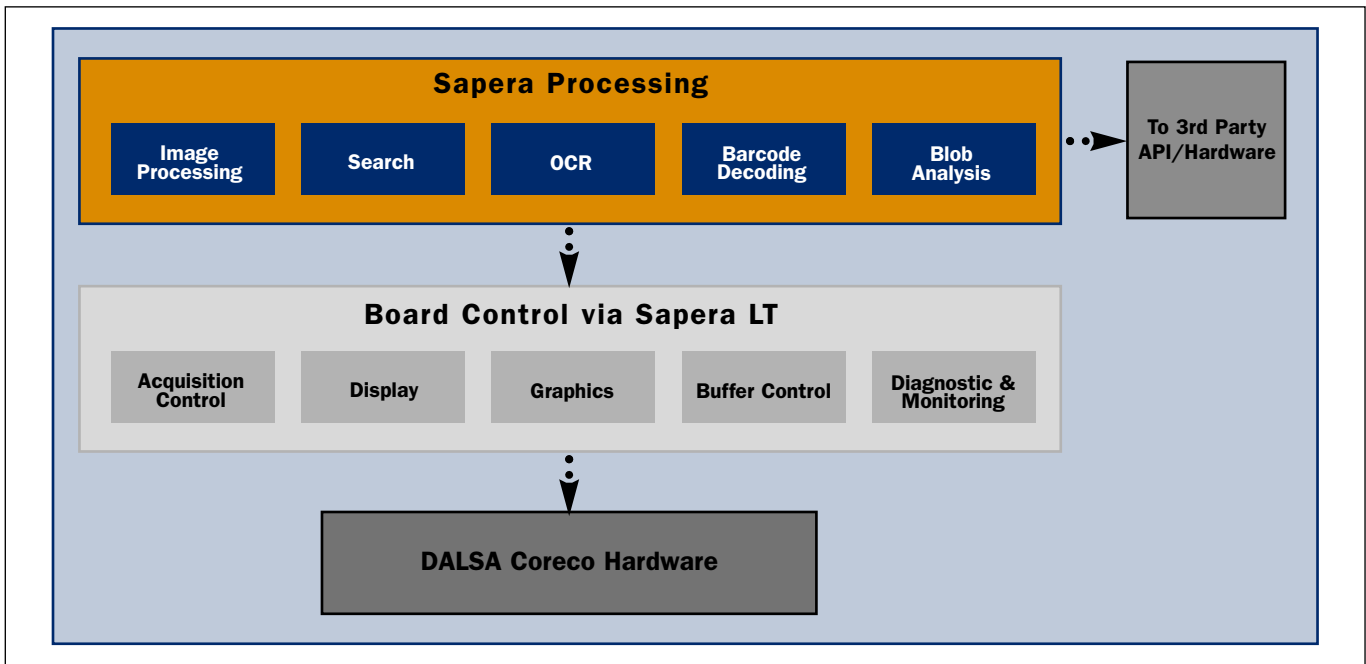 Sapera Processing
Image
Processing
Search
OCR
Barcode
Decoding
Blob
Analysis
To 3rd Party
API/Hardware
Board Control via Sapera LT
Acquisition
Control
Display
Graphics
Buffer Control
Diagnostic &
Monitoring
DALSA Coreco Hardware